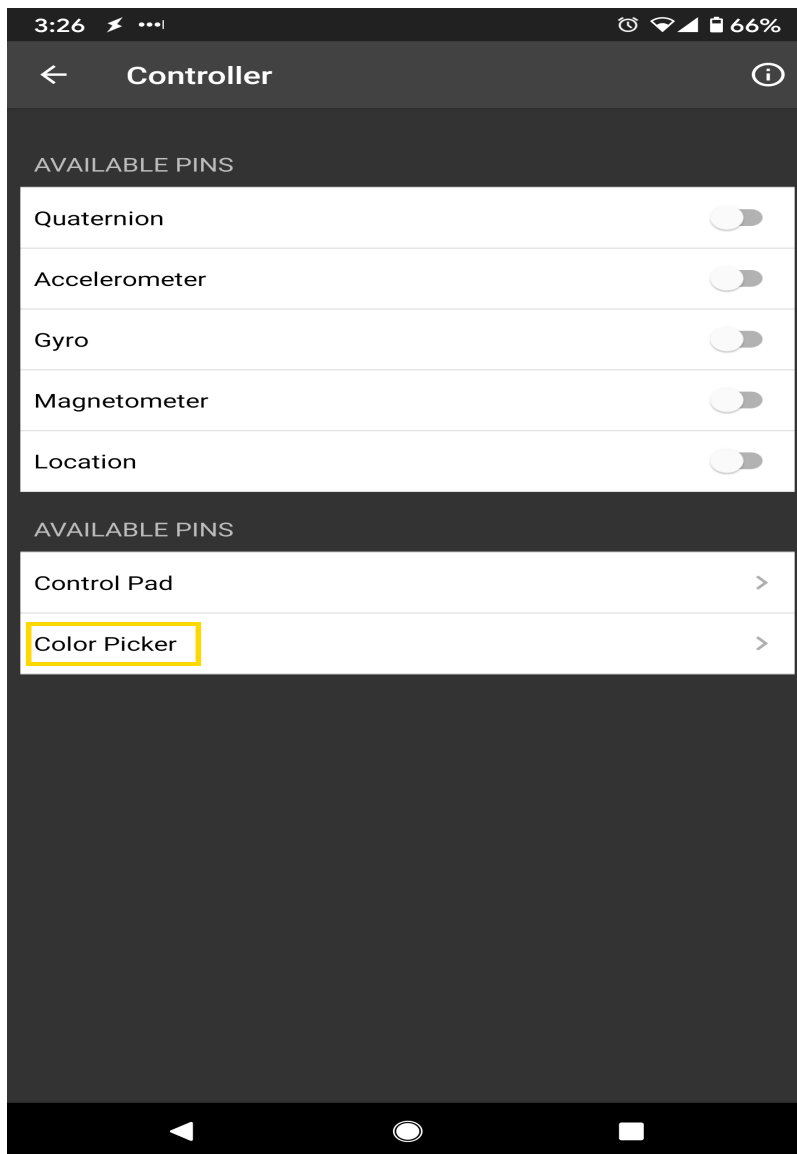 3:26 66%
Controller
AVAILABLE PINS
Quaternion
Accelerometer
Gyro
Magnetometer
Location
AVAILABLE PINS
Control Pad
Color Picker